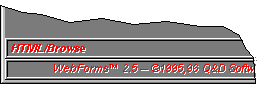 HTML/Browse
WebForms™ 2.5 — ©1995,96 Q&D Softw